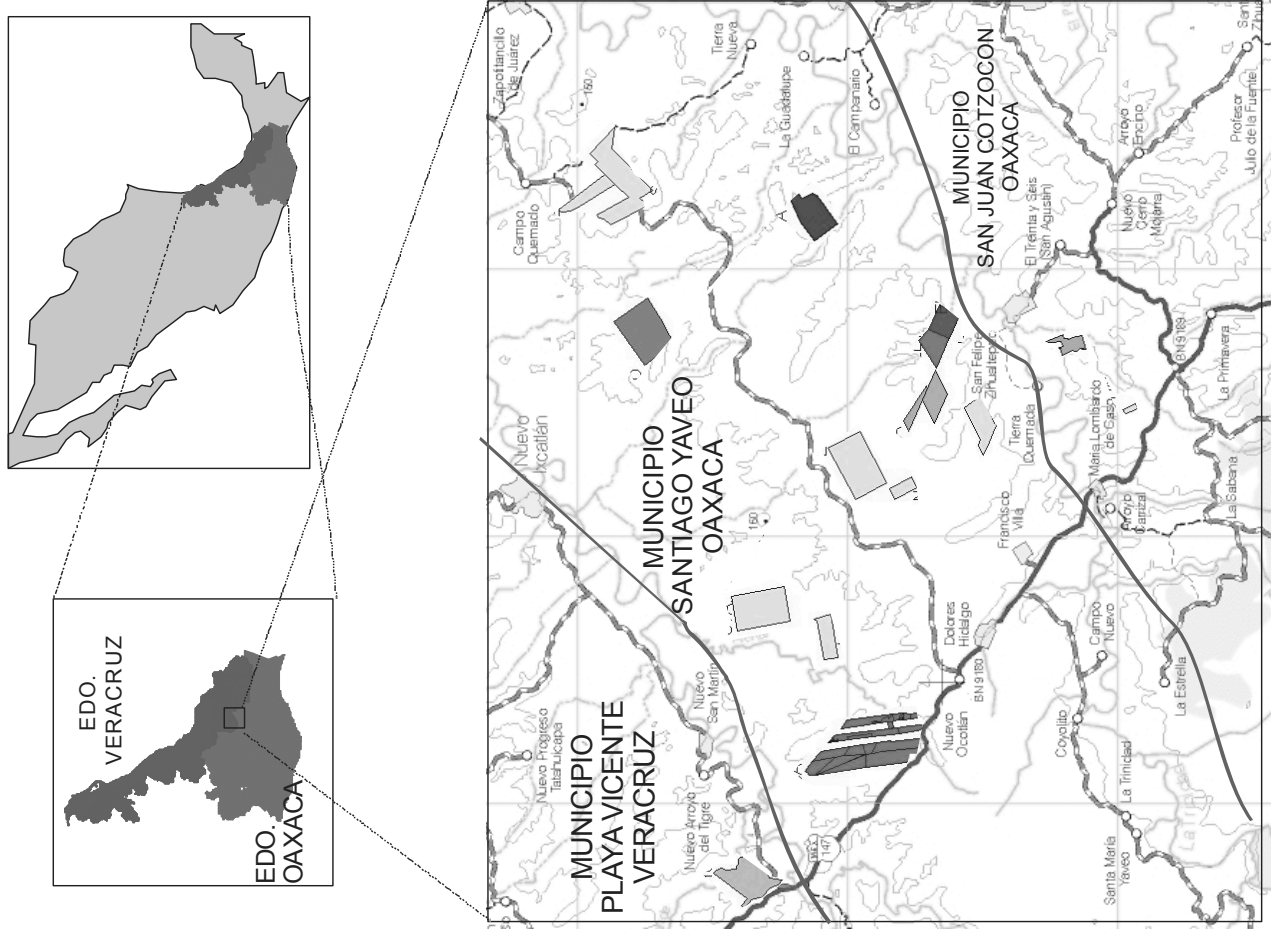 EDO.
VERACRUZ
EDO.
OAXACA
Zapotitancillo
de Juárez
150
Tierra
Nueva
La Guadalupe
El Campanario
Campo
Quemado
A
MUNICIPIO
SAN JUAN COTZOCON
OAXACA
Arroyo
Encino
Profesor
Julio de la Fuente
Nuevo
Cerro
Mojarra
El Treinta y Seis
(San Agustín)
BN 9189
La Primavera
Nuevo
Ixcatlán
MUNICIPIO
SANTIAGO YAVEO
OAXACA
160
San Felipe
Zihualtepec
Tierra
Quemada
María Lombardo
de Caso
Francisco
Villa
Arroyo
Carrizal
La Sabana
Dolores
Hidalgo
BN 9180
Campo
Nuevo
La Estrella
Nuevo
San Martín
Nuevo
Ocotlán
Coyolito
La Trinidad
Santa María
Yaveo
MUNICIPIO
PLAYA VICENTE
VERACRUZ
Nuevo Progreso
Tatahuicapa
Nuevo Arroyo
del Tigre
147